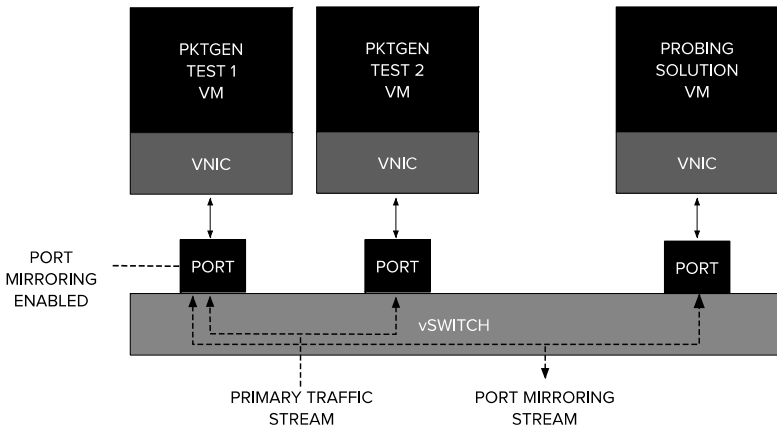 PKTGEN
TEST 1
VM
PKTGEN
TEST 2
VM
PROBING
SOLUTION
VM
VNIC
VNIC
VNIC
PORT
MIRRORING
ENABLED
PORT
PORT
PORT
vSWITCH
PRIMARY TRAFFIC
STREAM
PORT MIRRORING
STREAM